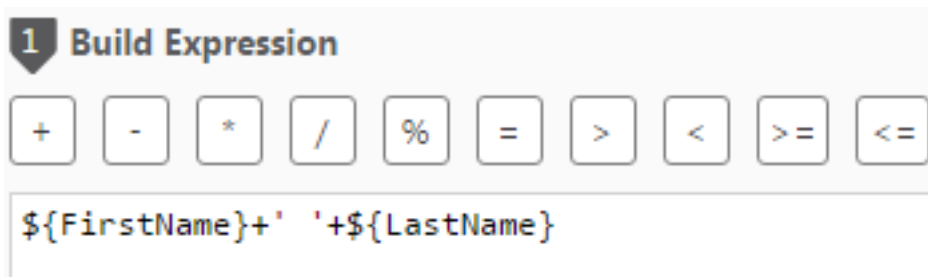 1 Build Expression
+ - * / % = > < >= <=
${FirstName}+' '+${LastName}